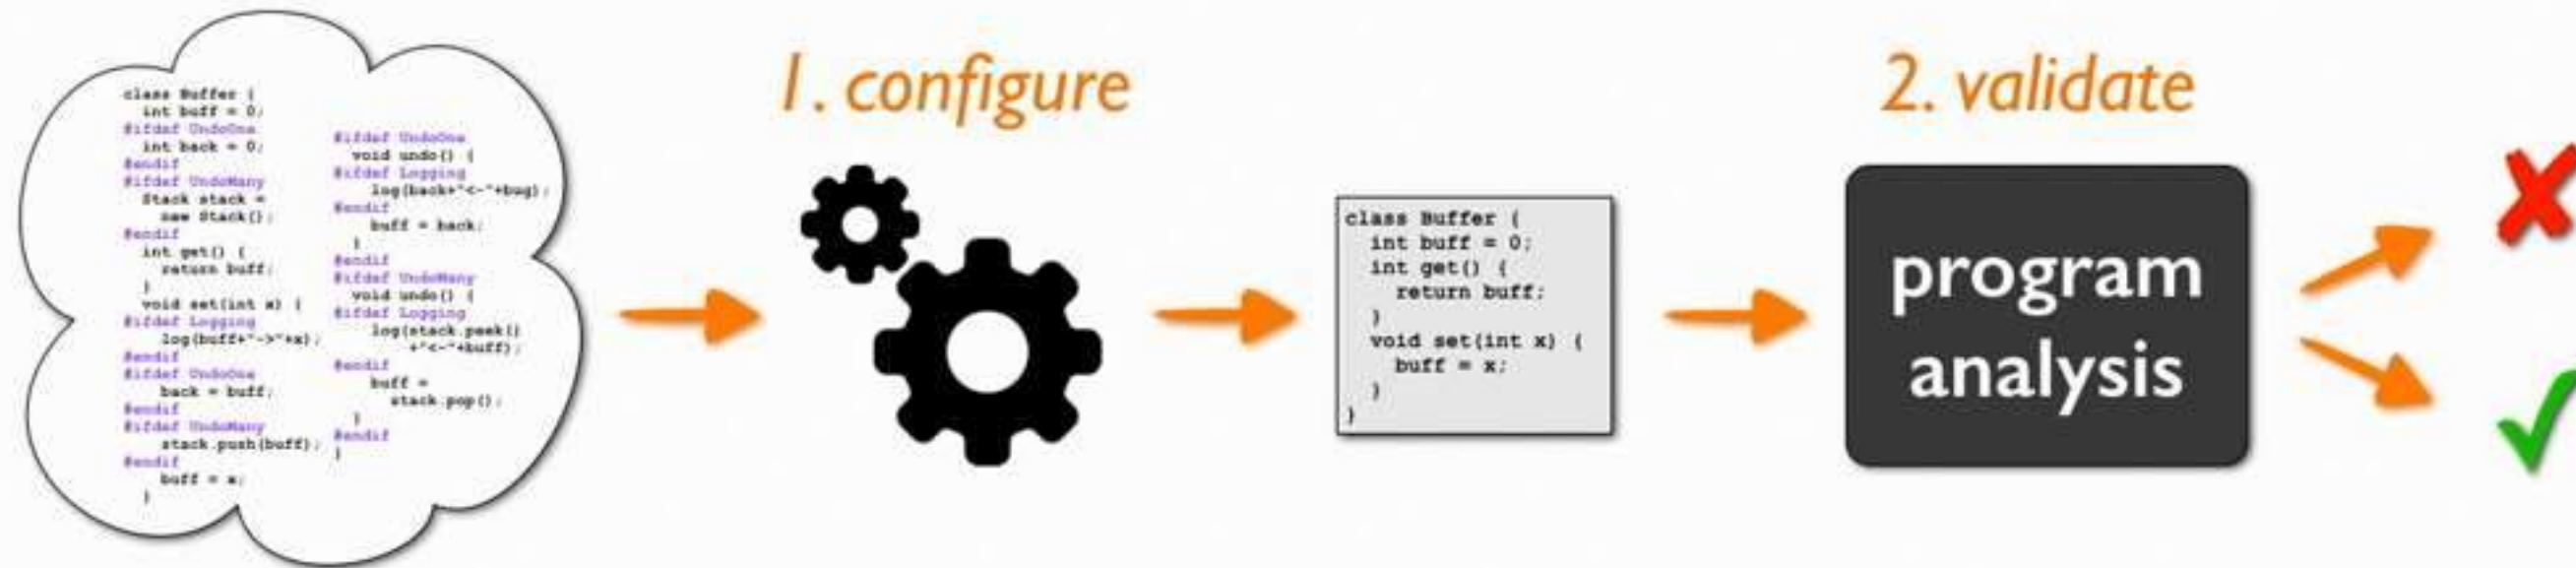 class Buffer {
int buff = 0;
#ifdef UndoOne
int back = 0;
#endif
#ifdef UndoMany
Stack stack =
new Stack();
#endif
int get() {
return buff;
}
void set(int x) {
#ifdef Logging
log(buff+"->"+x);
#endif
#ifdef UndoOne
back = buff;
#endif
#ifdef UndoMany
stack.push(buff);
#endif
buff = x;
}
#ifdef UndoOne
void undo() {
#ifdef Logging
log(back+"<-"+bug);
#endif
buff = back;
}
#endif
#ifdef UndoMany
void undo() {
#ifdef Logging
log(stack.peek()
+"<-"+buff);
#endif
buff =
stack.pop();
}
#endif
}
1. configure
class Buffer {
int buff = 0;
int get() {
return buff;
}
void set(int x) {
buff = x;
}
}
2. validate
program
analysis